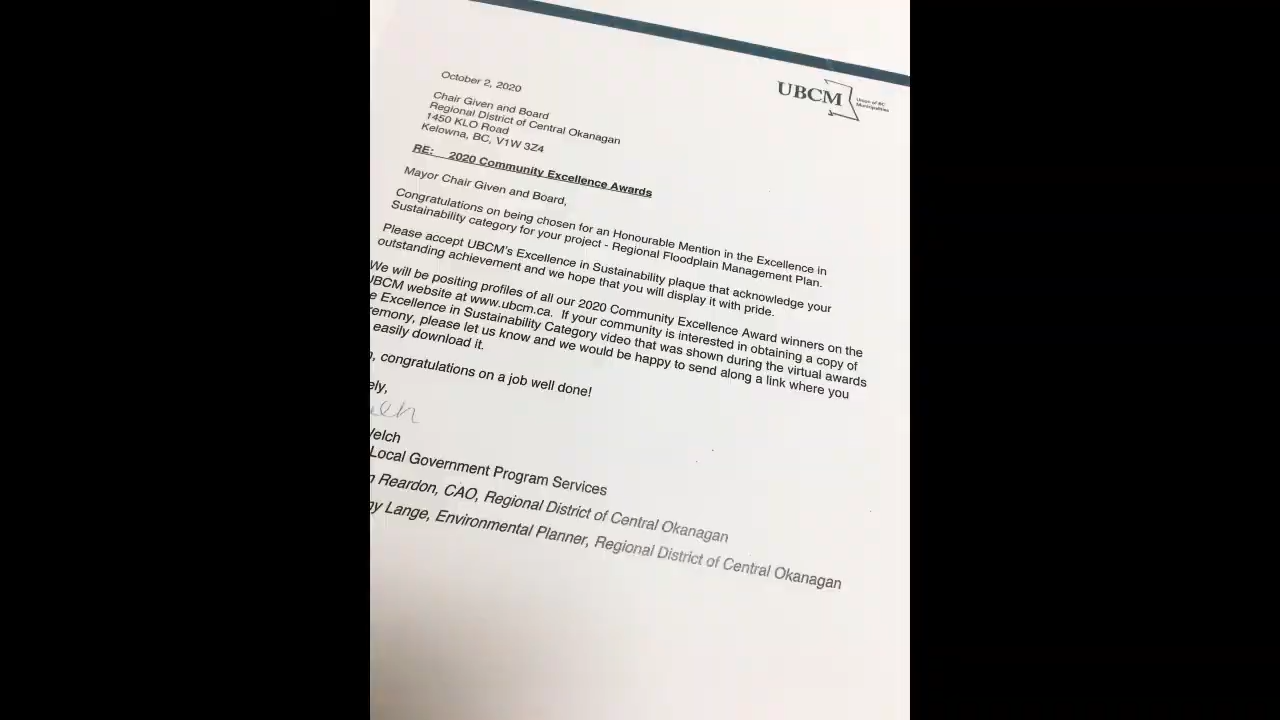 October 2, 2020
UBCM
Union of BC
Municipalities
Chair Given and Board
Regional District of Central Okanagan
1450 KLO Road
Kelowna, BC, V1W 3Z4
RE: 2020 Community Excellence Awards
Mayor Chair Given and Board,
Congratulations on being chosen for an Honourable Mention in the Excellence in
Sustainability category for your project - Regional Floodplain Management Plan.
Please accept UBCM's Excellence in Sustainability plaque that acknowledge your
outstanding achievement and we hope that you will display it with pride.
We will be positing profiles of all our 2020 Community Excellence Award winners on the
UBCM website at www.ubcm.ca. If your community is interested in obtaining a copy of
e Excellence in Sustainability Category video that was shown during the virtual awards
emony, please let us know and we would be happy to send along a link where you
easily download it.
n, congratulations on a job well done!
ely,
elch
Local Government Program Services
n Reardon, CAO, Regional District of Central Okanagan
gy Lange, Environmental Planner, Regional District of Central Okanagan